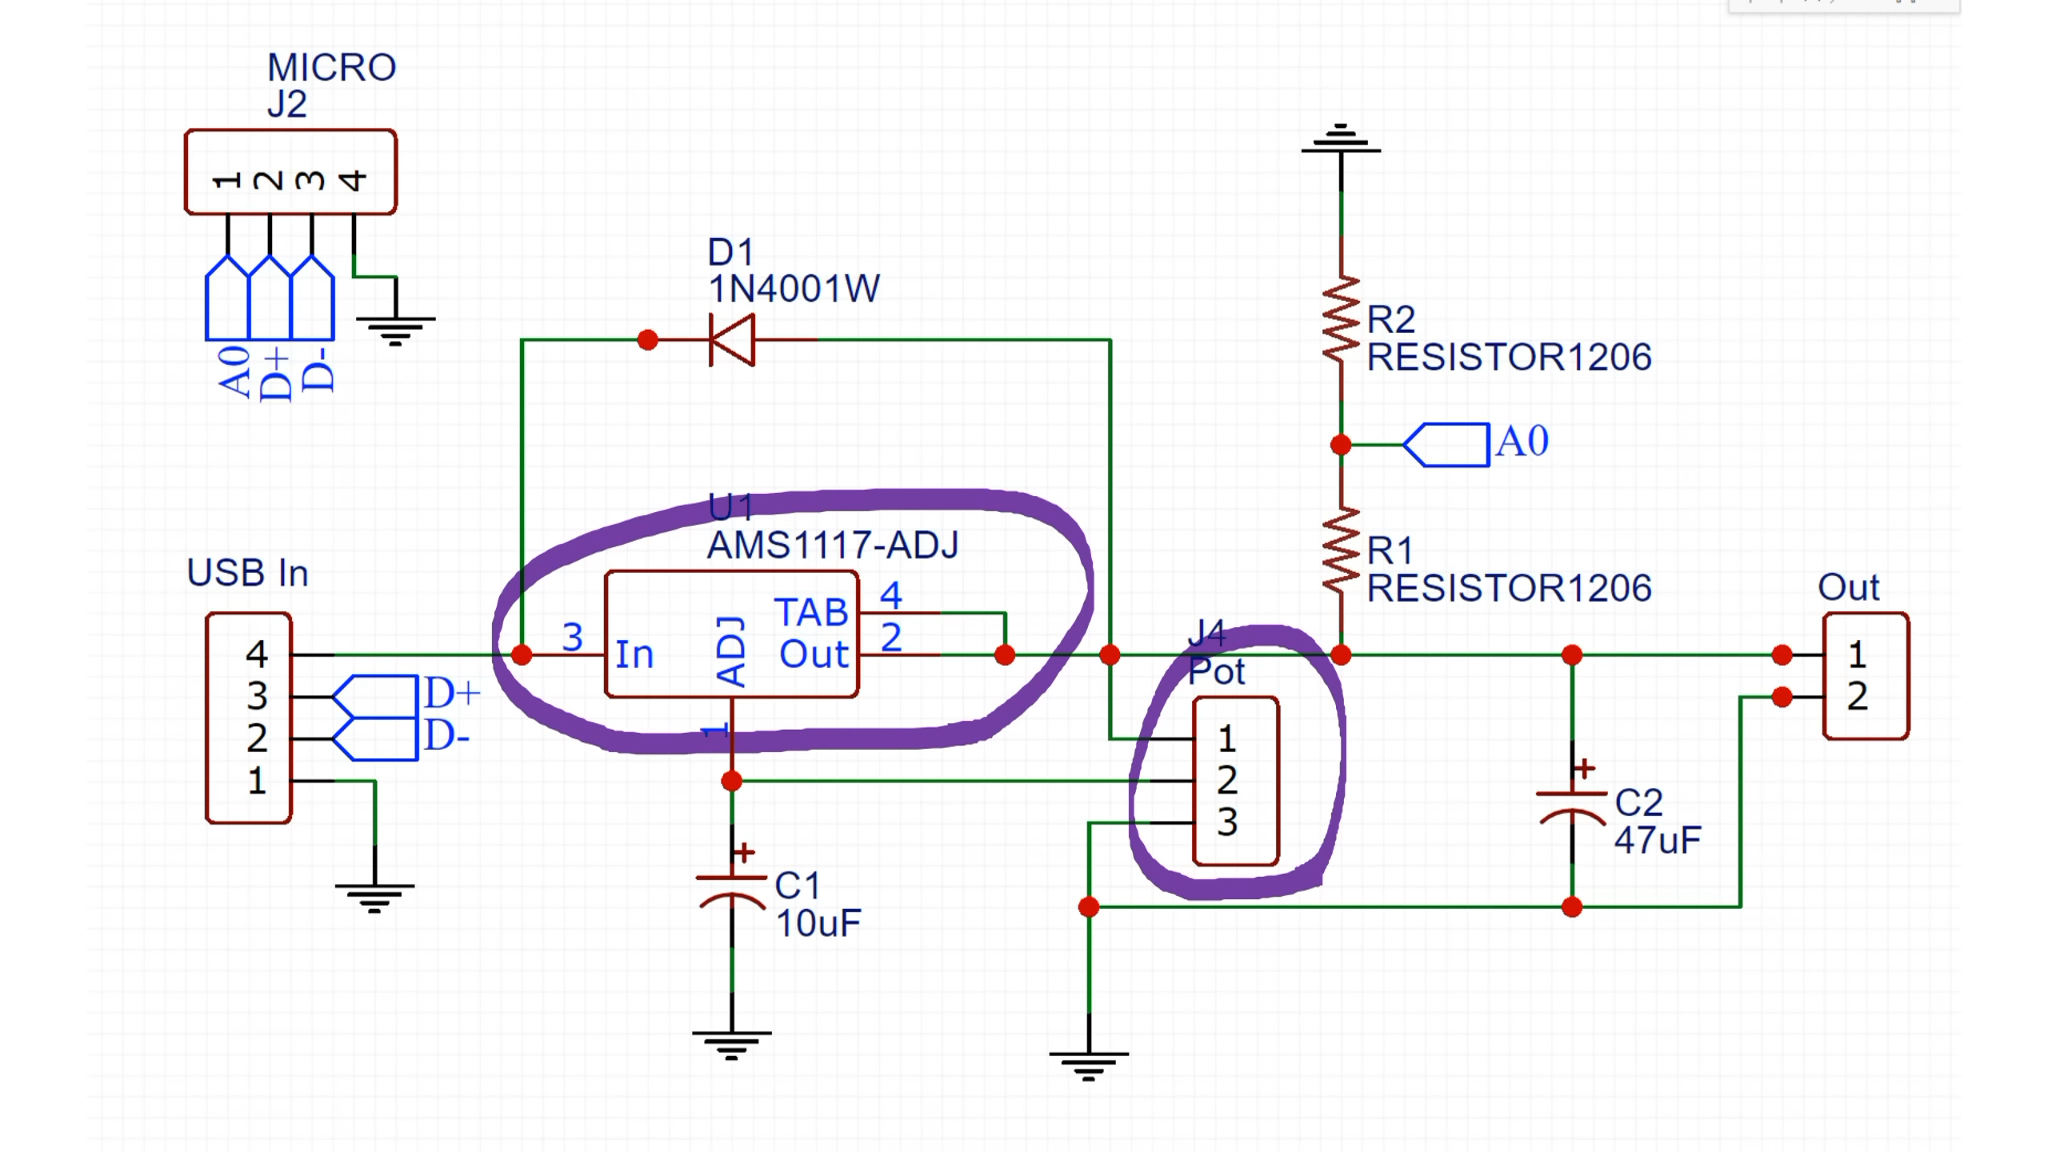 MICRO
J2
1 2 3 4
A0
D+
D-
D1
1N4001W
R2
RESISTOR1206
A0
R1
RESISTOR1206
U1
AMS1117-ADJ
3 In
ADJ
TAB 4
Out 2
1
USB In
4
3 D+
2 D-
1
J4
Pot
1
2
3
Out
1
2
+
C1
10uF
+
C2
47uF